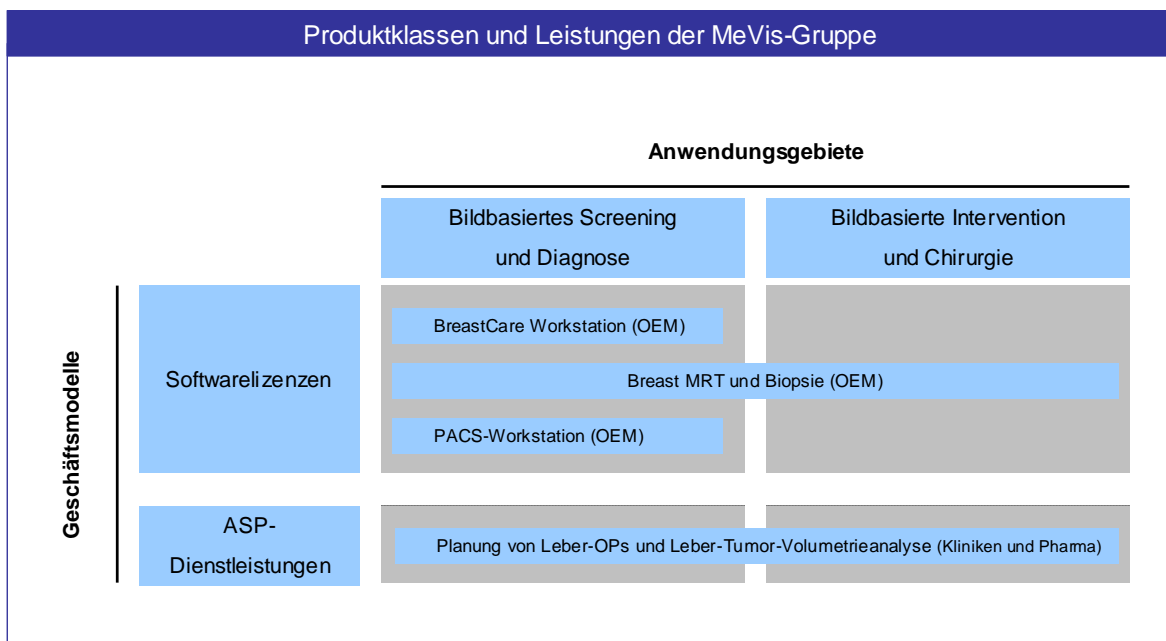 Produktklassen und Leistungen der MeVis-Gruppe
Anwendungsgebiete
Bildbasiertes Screening
und Diagnose
Bildbasierte Intervention
und Chirurgie
Geschäftsmodelle
Softwarelizenzen
BreastCare Workstation (OEM)
Breast MRT und Biopsie (OEM)
PACS-Workstation (OEM)
ASP-
Dienstleistungen
Planung von Leber-OPs und Leber-Tumor-Volumetrieanalyse (Kliniken und Pharma)